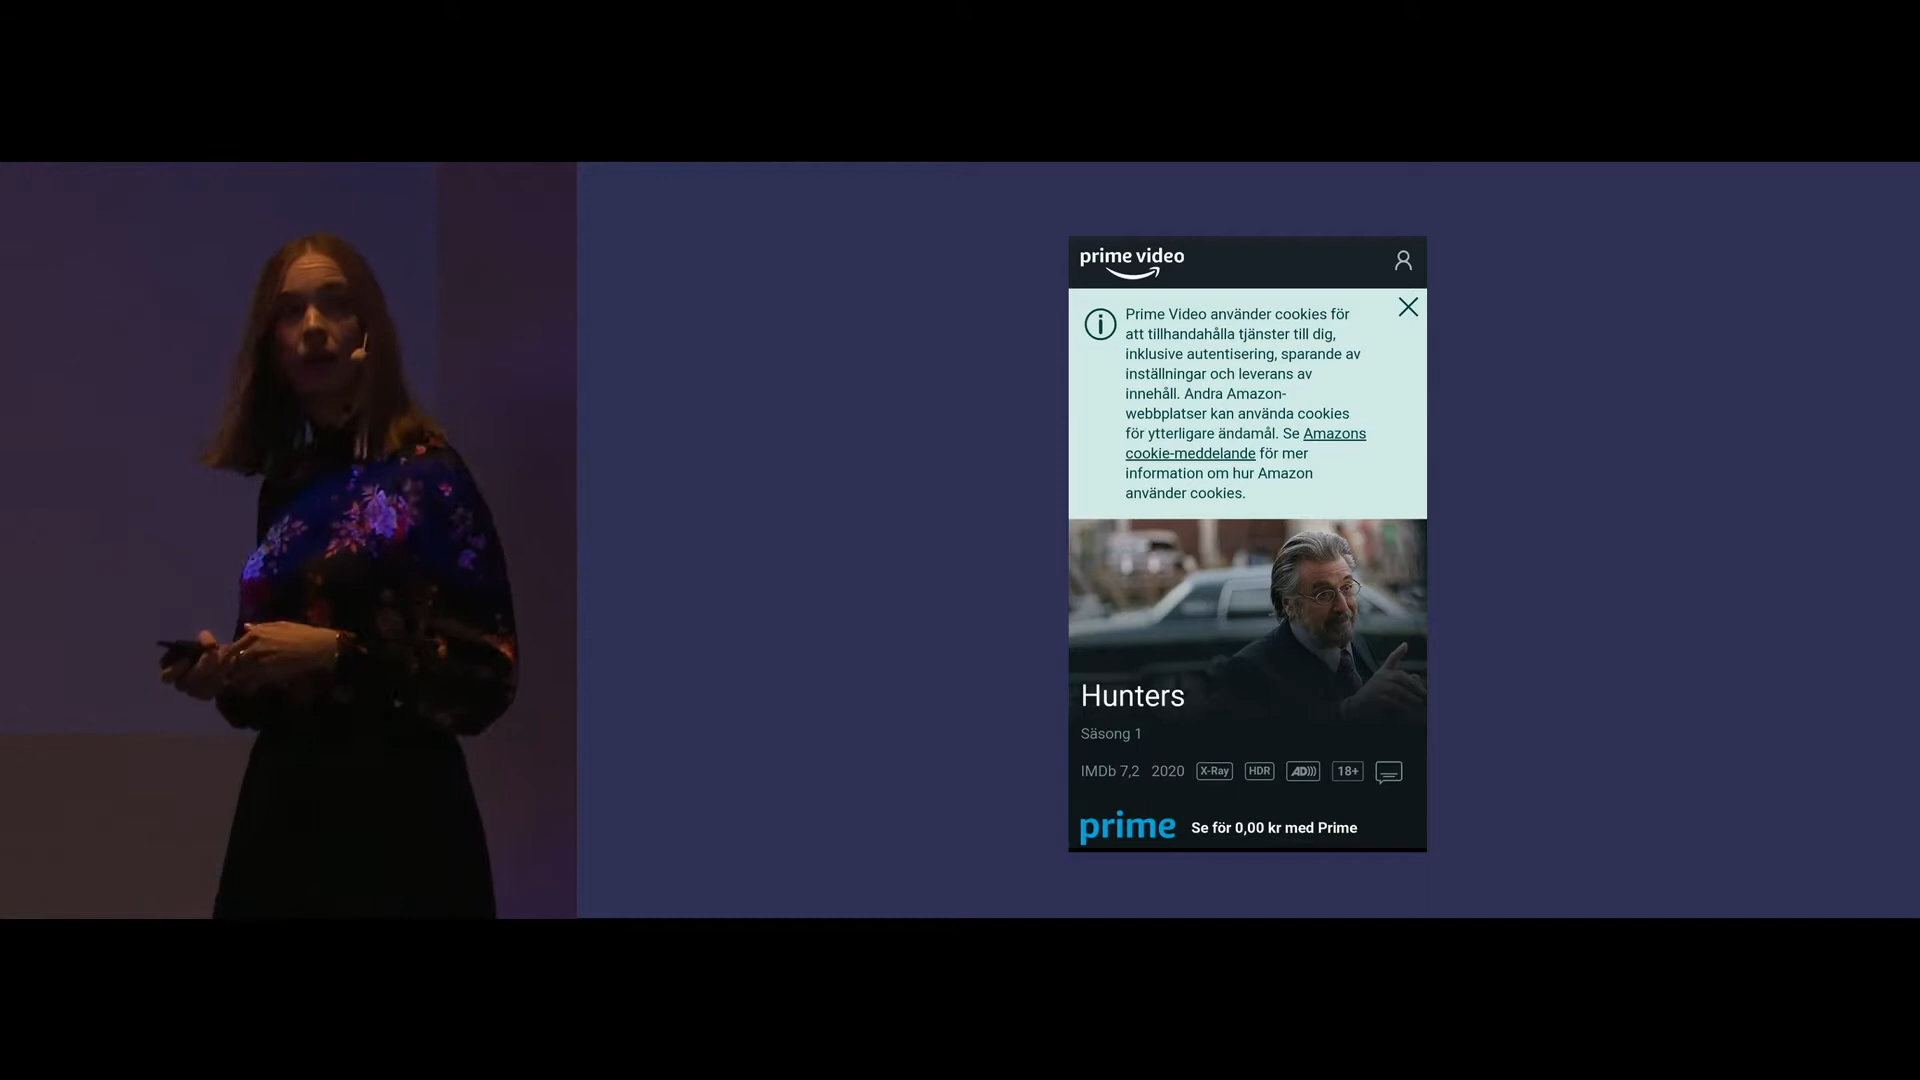 prime video
Prime Video använder cookies för
att tillhandahålla tjänster till dig,
inklusive autentisering, sparande av
inställningar och leverans av
innehåll. Andra Amazon-
webbplatser kan använda cookies
för ytterligare ändamål. Se Amazons
cookie-meddelande för mer
information om hur Amazon
använder cookies.
Hunters
Säsong 1
IMDb 7,2 2020 X-Ray HDR AD))) 18+
prime Se för 0,00 kr med Prime